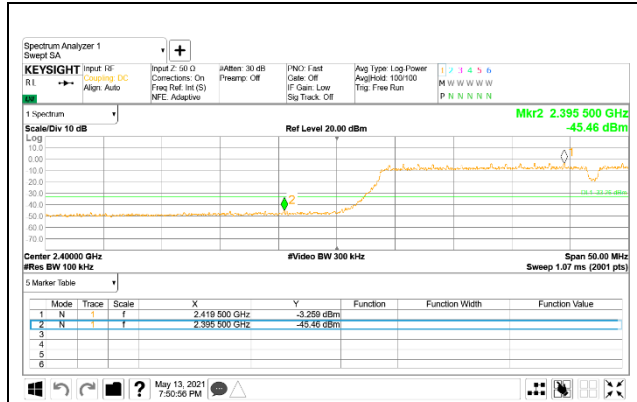 Spectrum Analyzer 1
Swept SA
+
KEYSIGHT
RL
Input: RF
Coupling: DC
Align: Auto
Input Z: 50 Ω
Corrections: On
Freq Ref: Int (S)
NFE: Adaptive
#Atten: 30 dB
Preamp: Off
PNO: Fast
Gate: Off
IF Gain: Low
Sig Track: Off
Avg Type: Log-Power
Avg|Hold: 100/100
Trig: Free Run
1 2 3 4 5 6
M W W W W W
P N N N N N
1 Spectrum
Scale/Div 10 dB
Ref Level 20.00 dBm
Mkr2 2.395 500 GHz
-45.46 dBm
Log
10.0
0.00
-10.0
-20.0
-30.0
-40.0
-50.0
-60.0
-70.0
1
2
Center 2.40000 GHz
#Video BW 300 kHz
Span 50.00 MHz
#Res BW 100 kHz
Sweep 1.07 ms (2001 pts)
5 Marker Table
Mode Trace Scale X Y Function Function Width Function Value
1 N 1 f 2.419 500 GHz -3.259 dBm
2 N 1 f 2.395 500 GHz -45.46 dBm
3
4
5
6
?
May 13, 2021
7:50:56 PM